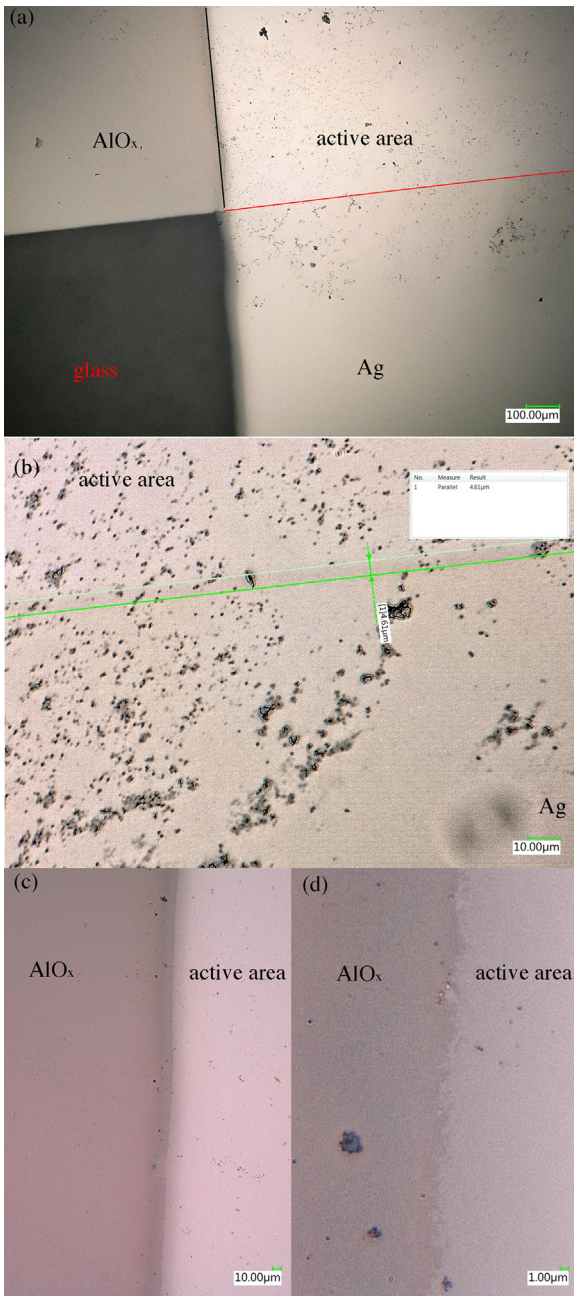 (a)
AlOx
active area
glass
Ag
100.00μm
(b)
active area
No. Measure Result
1 Parallel 4.61μm
[1]4.61μm
Ag
10.00μm
(c)
AlOx
active area
10.00μm
(d)
AlOx
active area
1.00μm